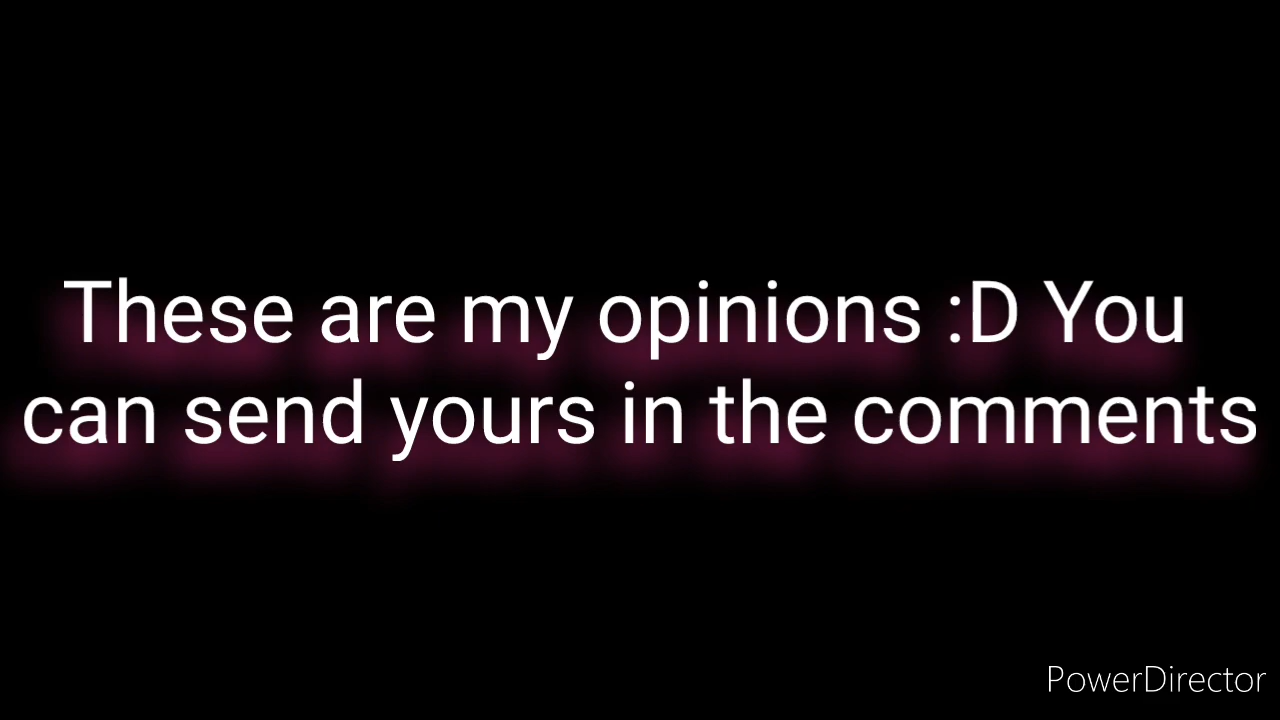 These are my opinions :D You
can send yours in the comments
PowerDirector